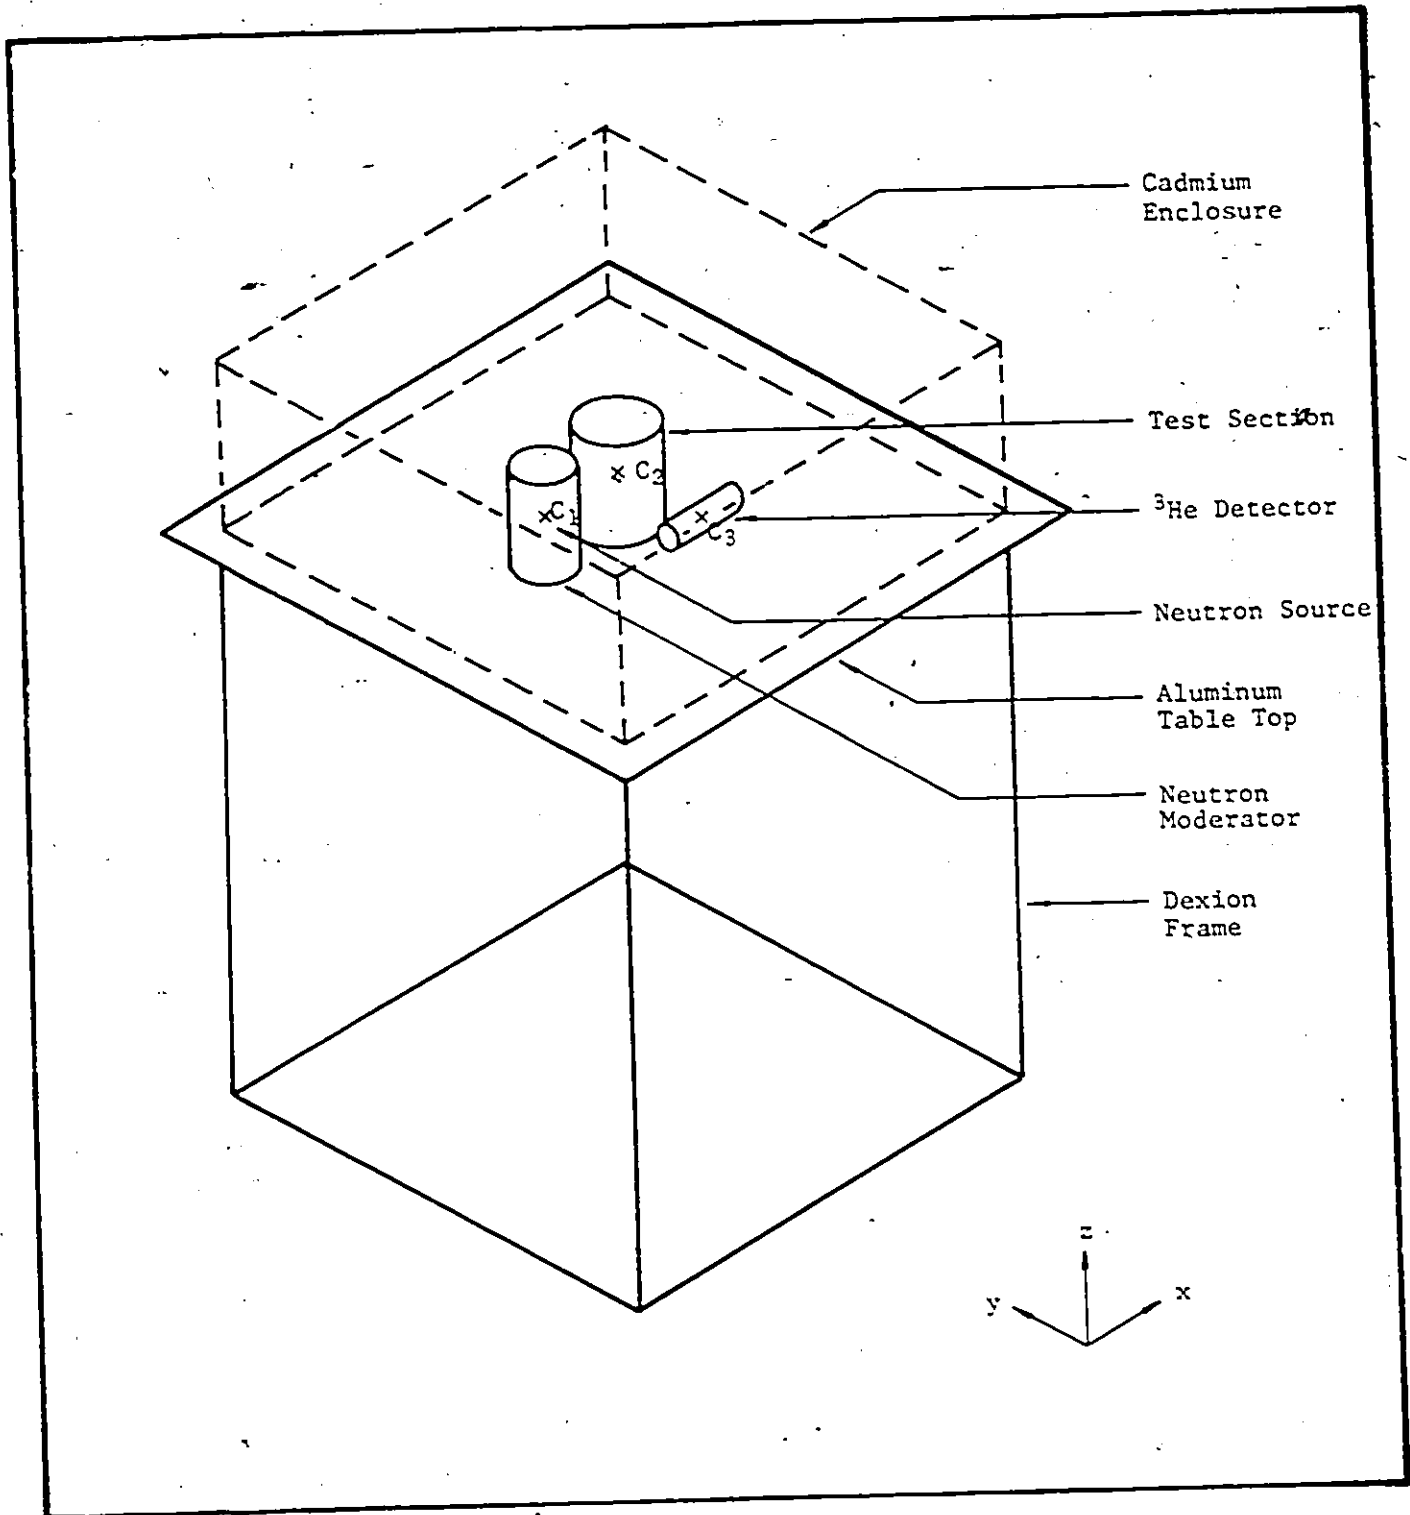 Cadmium
Enclosure
Test Section
C2
C1
³He Detector
C3
Neutron Source
Aluminum
Table Top
Neutron
Moderator
Dexion
Frame
z
y
x